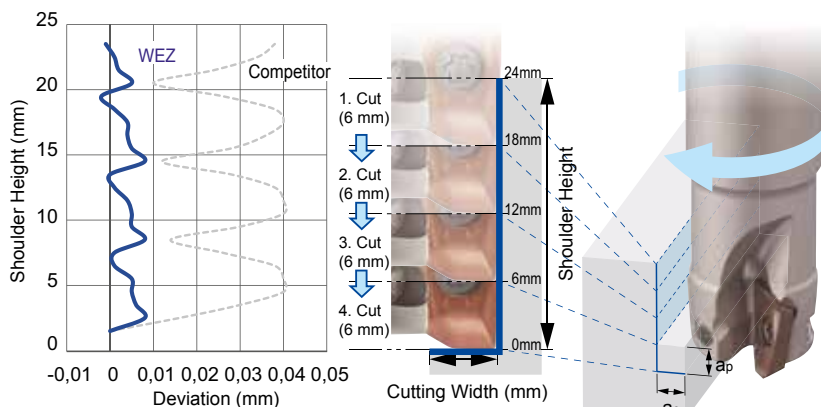 25
20
15
10
5
0
Shoulder Height (mm)
-0,01
0
0,01
0,02
0,03
0,04
0,05
Deviation (mm)
WEZ
Competitor
1. Cut
(6 mm)
2. Cut
(6 mm)
3. Cut
(6 mm)
4. Cut
(6 mm)
24mm
18mm
12mm
6mm
0mm
Shoulder Height
Cutting Width (mm)
ap